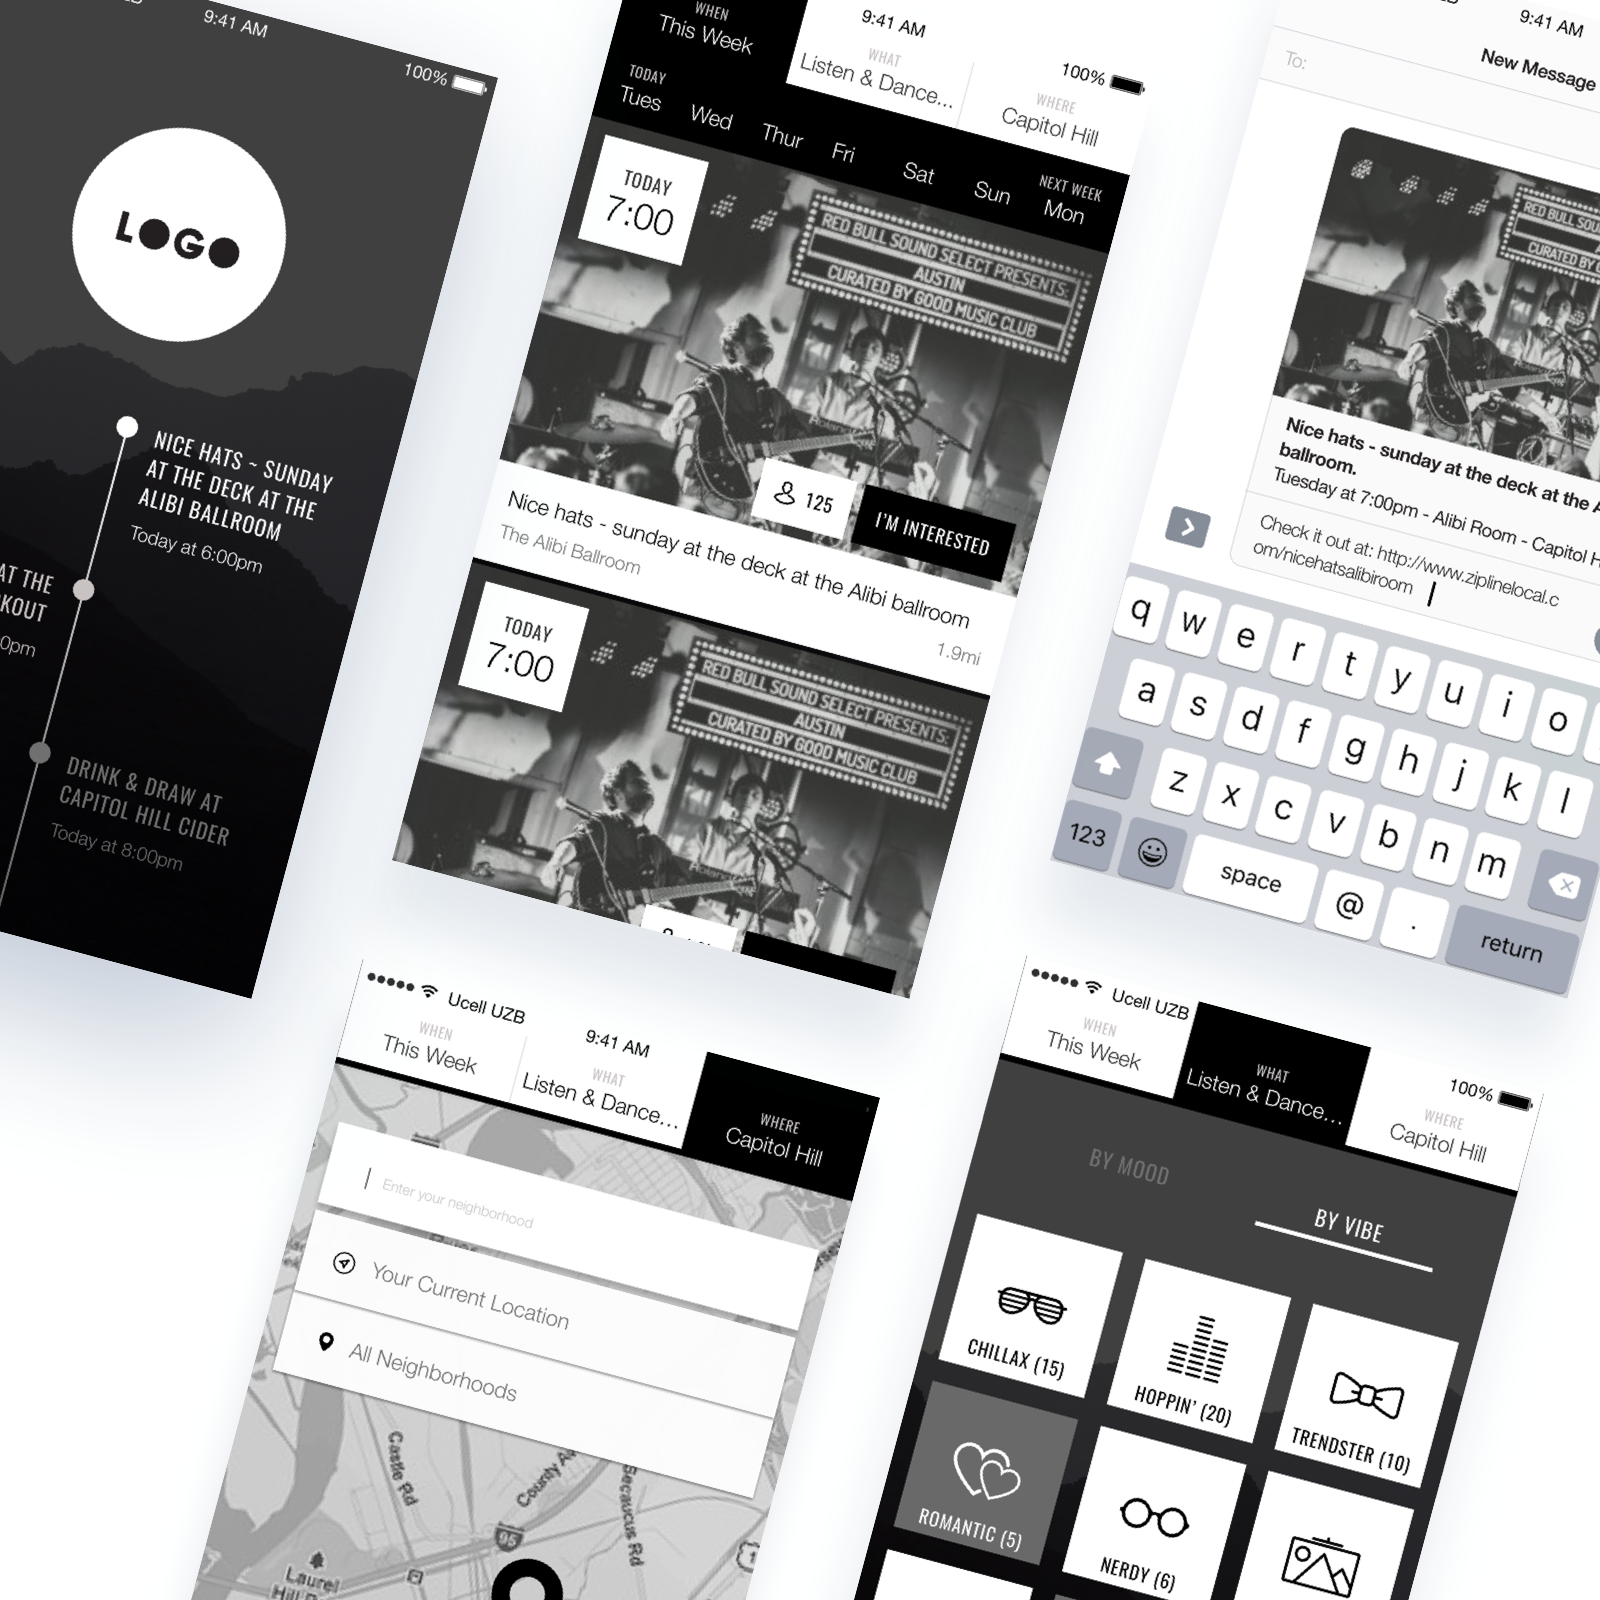 9:41 AM
100%
LOGO
NICE HATS ~ SUNDAY
AT THE DECK AT THE
ALIBI BALLROOM
Today at 6:00pm
AT THE
DRINK & DRAW AT
CAPITOL HILL CIDER
Today at 8:00pm
9:41 AM
100%
WHEN
This Week
WHAT
Listen & Dance...
WHERE
Capitol Hill
TODAY
Tues
Wed
Thur
Fri
Sat
Sun
NEXT WEEK
Mon
TODAY
7:00
RED BULL SOUND SELECT PRESENTS:
AUSTIN
CURATED BY GOOD MUSIC CLUB
125
I'M INTERESTED
Nice hats - sunday at the deck at the Alibi ballroom
The Alibi Ballroom
1.9mi
TODAY
7:00
RED BULL SOUND SELECT PRESENTS:
AUSTIN
CURATED BY GOOD MUSIC CLUB
9:41 AM
New Message
To:
RED BULL SOU
AUSTIN
CURATED BY G
Nice hats - sunday at the deck at the A
ballroom.
Tuesday at 7:00pm - Alibi Room - Capitol H
Check it out at: http://www.ziplinelocal.c
om/nicehatsalibiroom
q w e r t y u i o
a s d f g h j k l
z x c v b n m
123
space
@
.
return
Ucell UZB
9:41 AM
WHEN
This Week
WHAT
Listen & Dance...
WHERE
Capitol Hill
Enter your neighborhood
Your Current Location
All Neighborhoods
Castle Rd
County Av
Secaucus Rd
95
Laurel
Hill
Ucell UZB
100%
WHEN
This Week
WHAT
Listen & Dance...
WHERE
Capitol Hill
BY MOOD
BY VIBE
CHILLAX (15)
HOPPIN' (20)
TRENDSTER (10)
ROMANTIC (5)
NERDY (6)